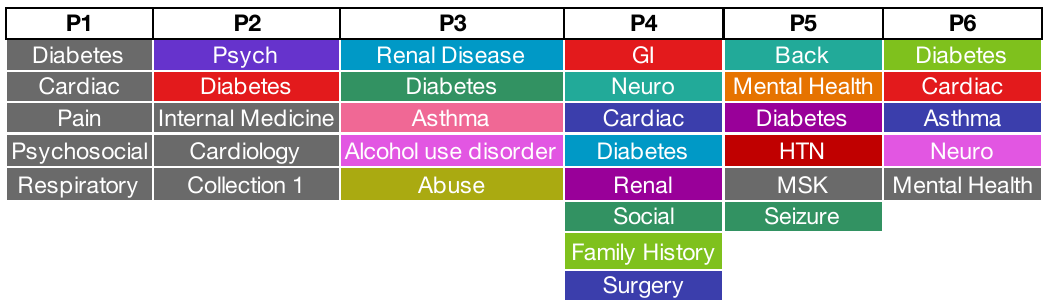 P1 P2 P3 P4 P5 P6
Diabetes Psych Renal Disease GI Back Diabetes
Cardiac Diabetes Diabetes Neuro Mental Health Cardiac
Pain Internal Medicine Asthma Cardiac Diabetes Asthma
Psychosocial Cardiology Alcohol use disorder Diabetes HTN Neuro
Respiratory Collection 1 Abuse Renal MSK Mental Health
Social Seizure
Family History
Surgery